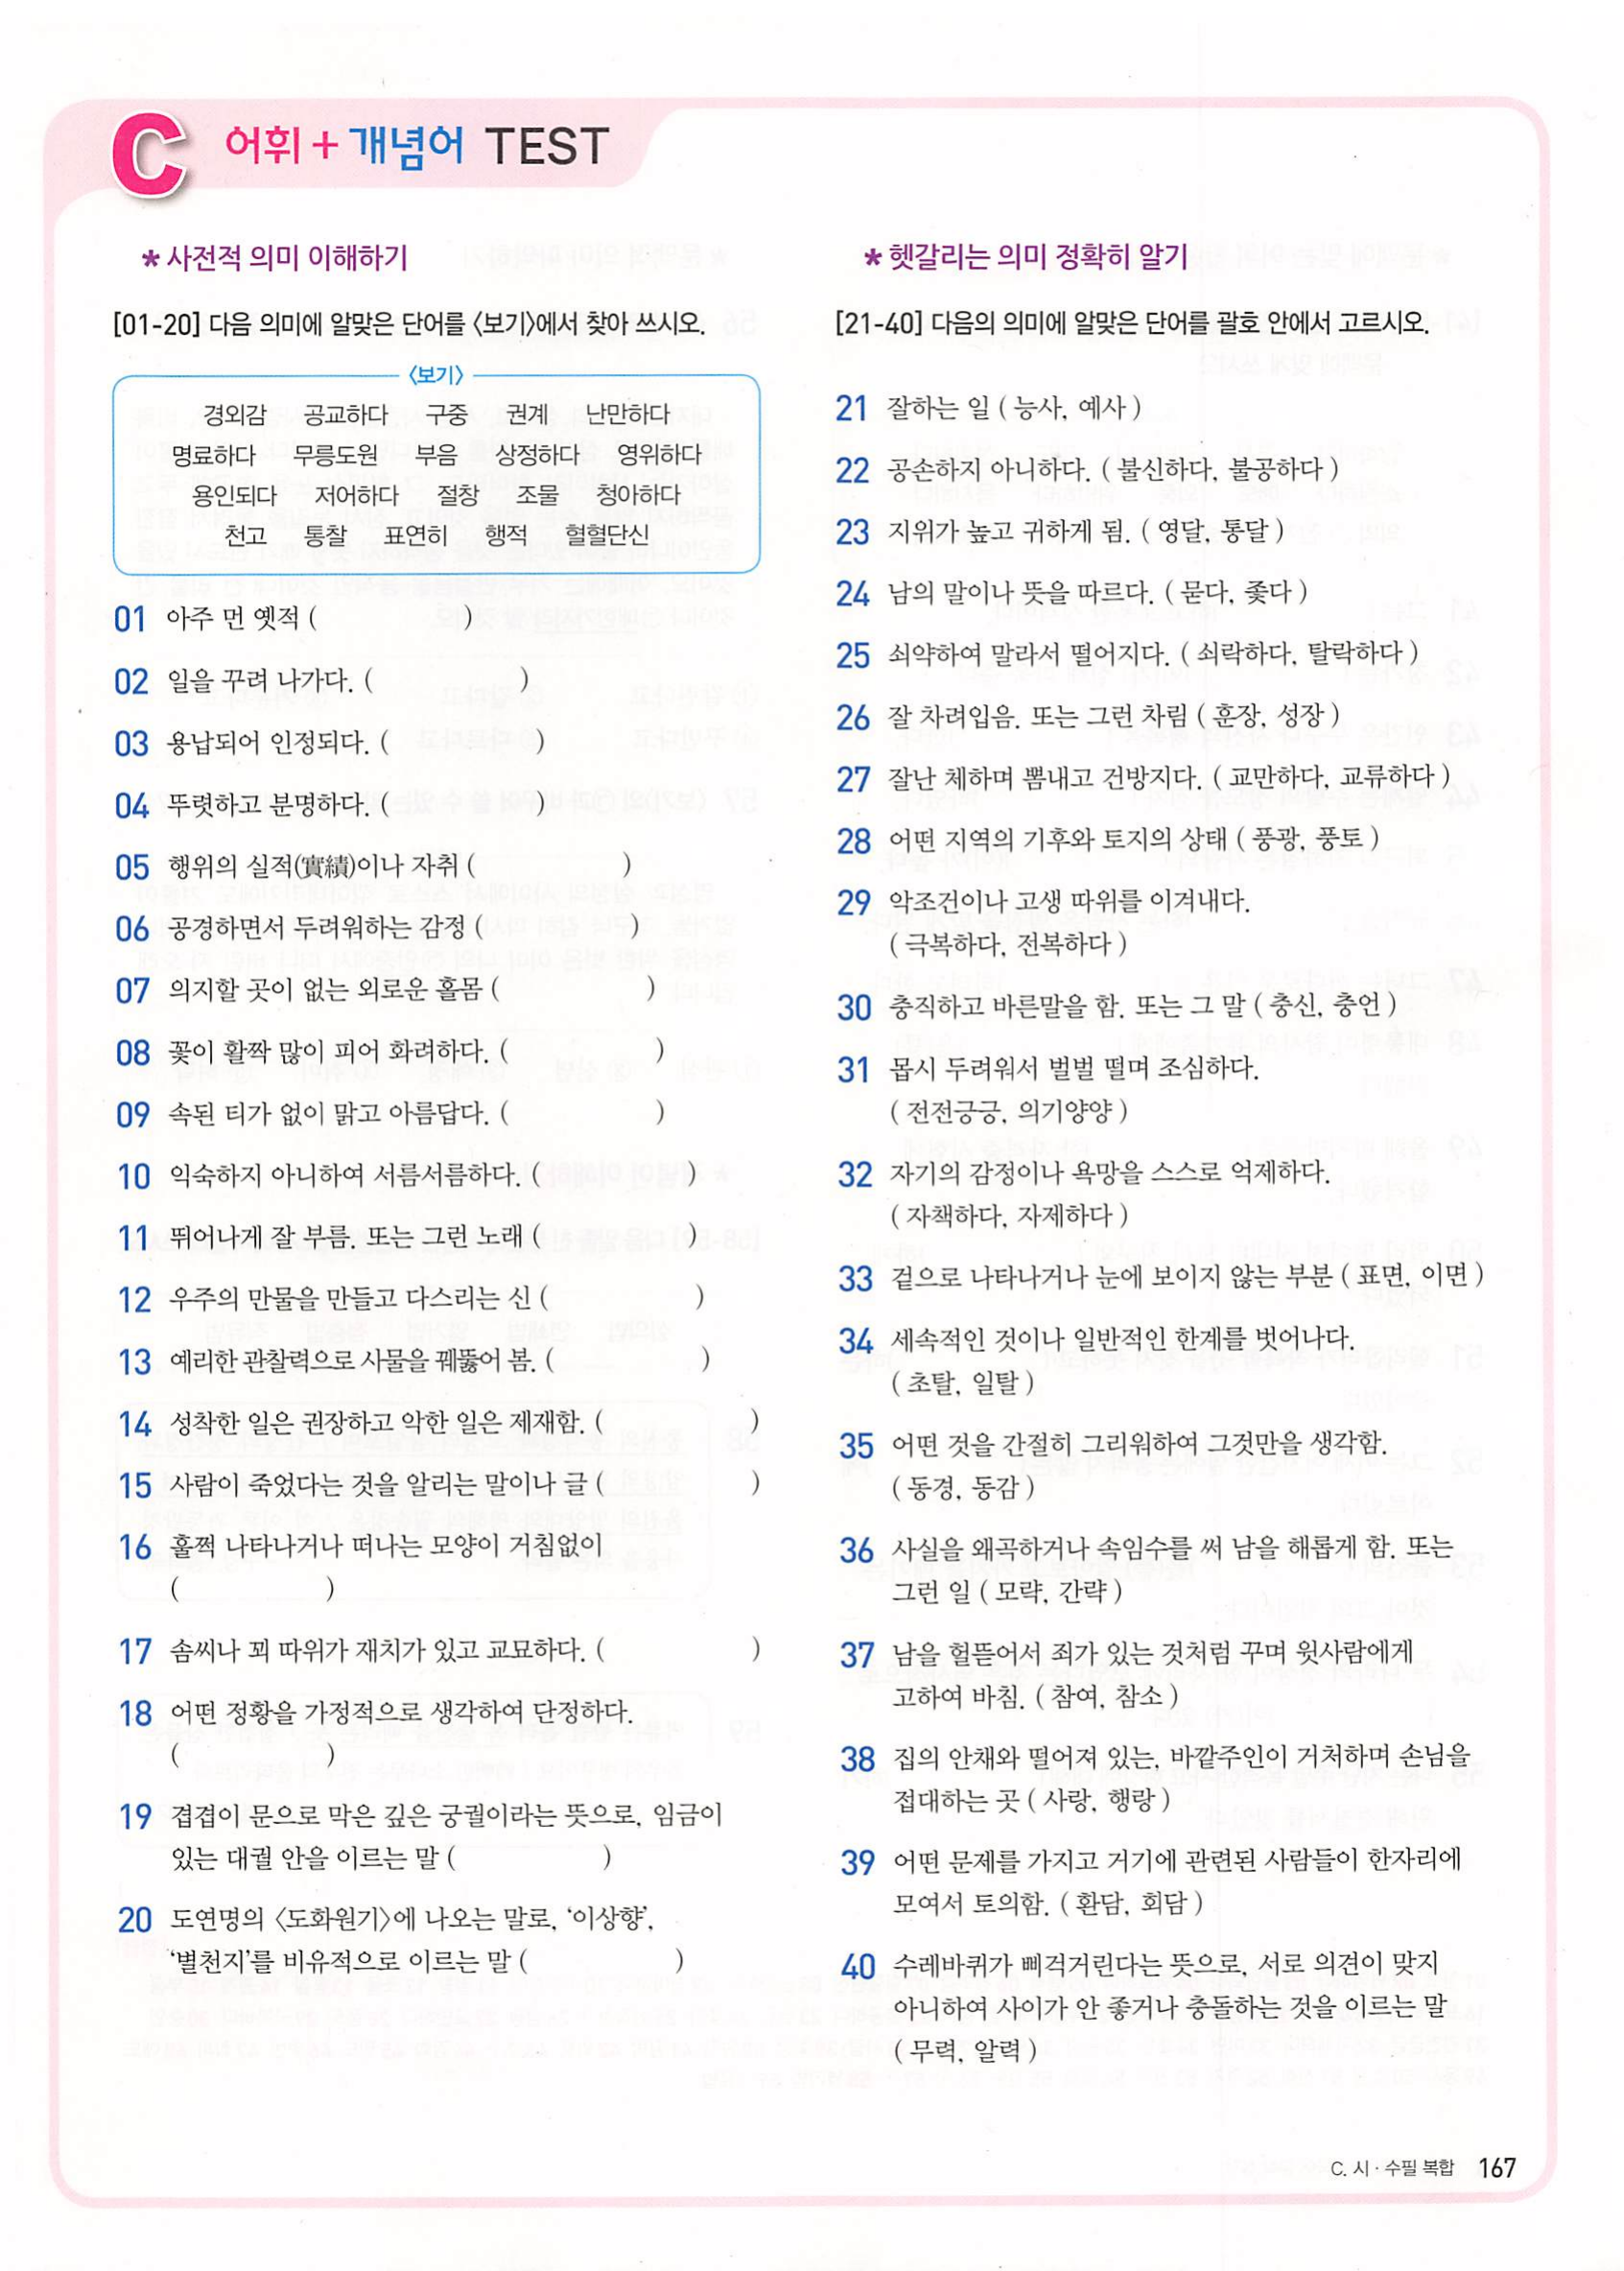 C 어휘 + 개념어 TEST
* 사전적 의미 이해하기
[01-20] 다음 의미에 알맞은 단어를 〈보기〉에서 찾아 쓰시오.
〈보기〉
경외감 공교하다 구중 권계 난만하다
명료하다 무릉도원 부음 상정하다 영위하다
용인되다 저어하다 절창 조물 청아하다
천고 통찰 표연히 행적 혈혈단신
01 아주 먼 옛적 ( )
02 일을 꾸려 나가다. ( )
03 용납되어 인정되다. ( )
04 뚜렷하고 분명하다. ( )
05 행위의 실적(實績)이나 자취 ( )
06 공경하면서 두려워하는 감정 ( )
07 의지할 곳이 없는 외로운 홀몸 ( )
08 꽃이 활짝 많이 피어 화려하다. ( )
09 속된 티가 없이 맑고 아름답다. ( )
10 익숙하지 아니하여 서름서름하다. ( )
11 뛰어나게 잘 부름. 또는 그런 노래 ( )
12 우주의 만물을 만들고 다스리는 신 ( )
13 예리한 관찰력으로 사물을 꿰뚫어 봄. ( )
14 성착한 일은 권장하고 악한 일은 제재함. ( )
15 사람이 죽었다는 것을 알리는 말이나 글 ( )
16 훌쩍 나타나거나 떠나는 모양이 거침없이
( )
17 솜씨나 꾀 따위가 재치가 있고 교묘하다. ( )
18 어떤 정황을 가정적으로 생각하여 단정하다.
( )
19 겹겹이 문으로 막은 깊은 궁궐이라는 뜻으로, 임금이
있는 대궐 안을 이르는 말 ( )
20 도연명의 〈도화원기〉에 나오는 말로, ‘이상향’,
‘별천지’를 비유적으로 이르는 말 ( )
* 헷갈리는 의미 정확히 알기
[21-40] 다음의 의미에 알맞은 단어를 괄호 안에서 고르시오.
21 잘하는 일 ( 능사, 예사 )
22 공손하지 아니하다. ( 불신하다, 불공하다 )
23 지위가 높고 귀하게 됨. ( 영달, 통달 )
24 남의 말이나 뜻을 따르다. ( 묻다, 좇다 )
25 쇠약하여 말라서 떨어지다. ( 쇠락하다, 탈락하다 )
26 잘 차려입음. 또는 그런 차림 ( 훈장, 성장 )
27 잘난 체하며 뽐내고 건방지다. ( 교만하다, 교류하다 )
28 어떤 지역의 기후와 토지의 상태 ( 풍광, 풍토 )
29 악조건이나 고생 따위를 이겨내다.
( 극복하다, 전복하다 )
30 충직하고 바른말을 함. 또는 그 말 ( 충신, 충언 )
31 몹시 두려워서 벌벌 떨며 조심하다.
( 전전긍긍, 의기양양 )
32 자기의 감정이나 욕망을 스스로 억제하다.
( 자책하다, 자제하다 )
33 겉으로 나타나거나 눈에 보이지 않는 부분 ( 표면, 이면 )
34 세속적인 것이나 일반적인 한계를 벗어나다.
( 초탈, 일탈 )
35 어떤 것을 간절히 그리워하여 그것만을 생각함.
( 동경, 동감 )
36 사실을 왜곡하거나 속임수를 써 남을 해롭게 함. 또는
그런 일 ( 모략, 간략 )
37 남을 헐뜯어서 죄가 있는 것처럼 꾸며 윗사람에게
고하여 바침. ( 참여, 참소 )
38 집의 안채와 떨어져 있는, 바깥주인이 거처하며 손님을
접대하는 곳 ( 사랑, 행랑 )
39 어떤 문제를 가지고 거기에 관련된 사람들이 한자리에
모여서 토의함. ( 환담, 회담 )
40 수레바퀴가 삐걱거린다는 뜻으로, 서로 의견이 맞지
아니하여 사이가 안 좋거나 충돌하는 것을 이르는 말
( 무력, 알력 )
C. 시 · 수필 복합 167